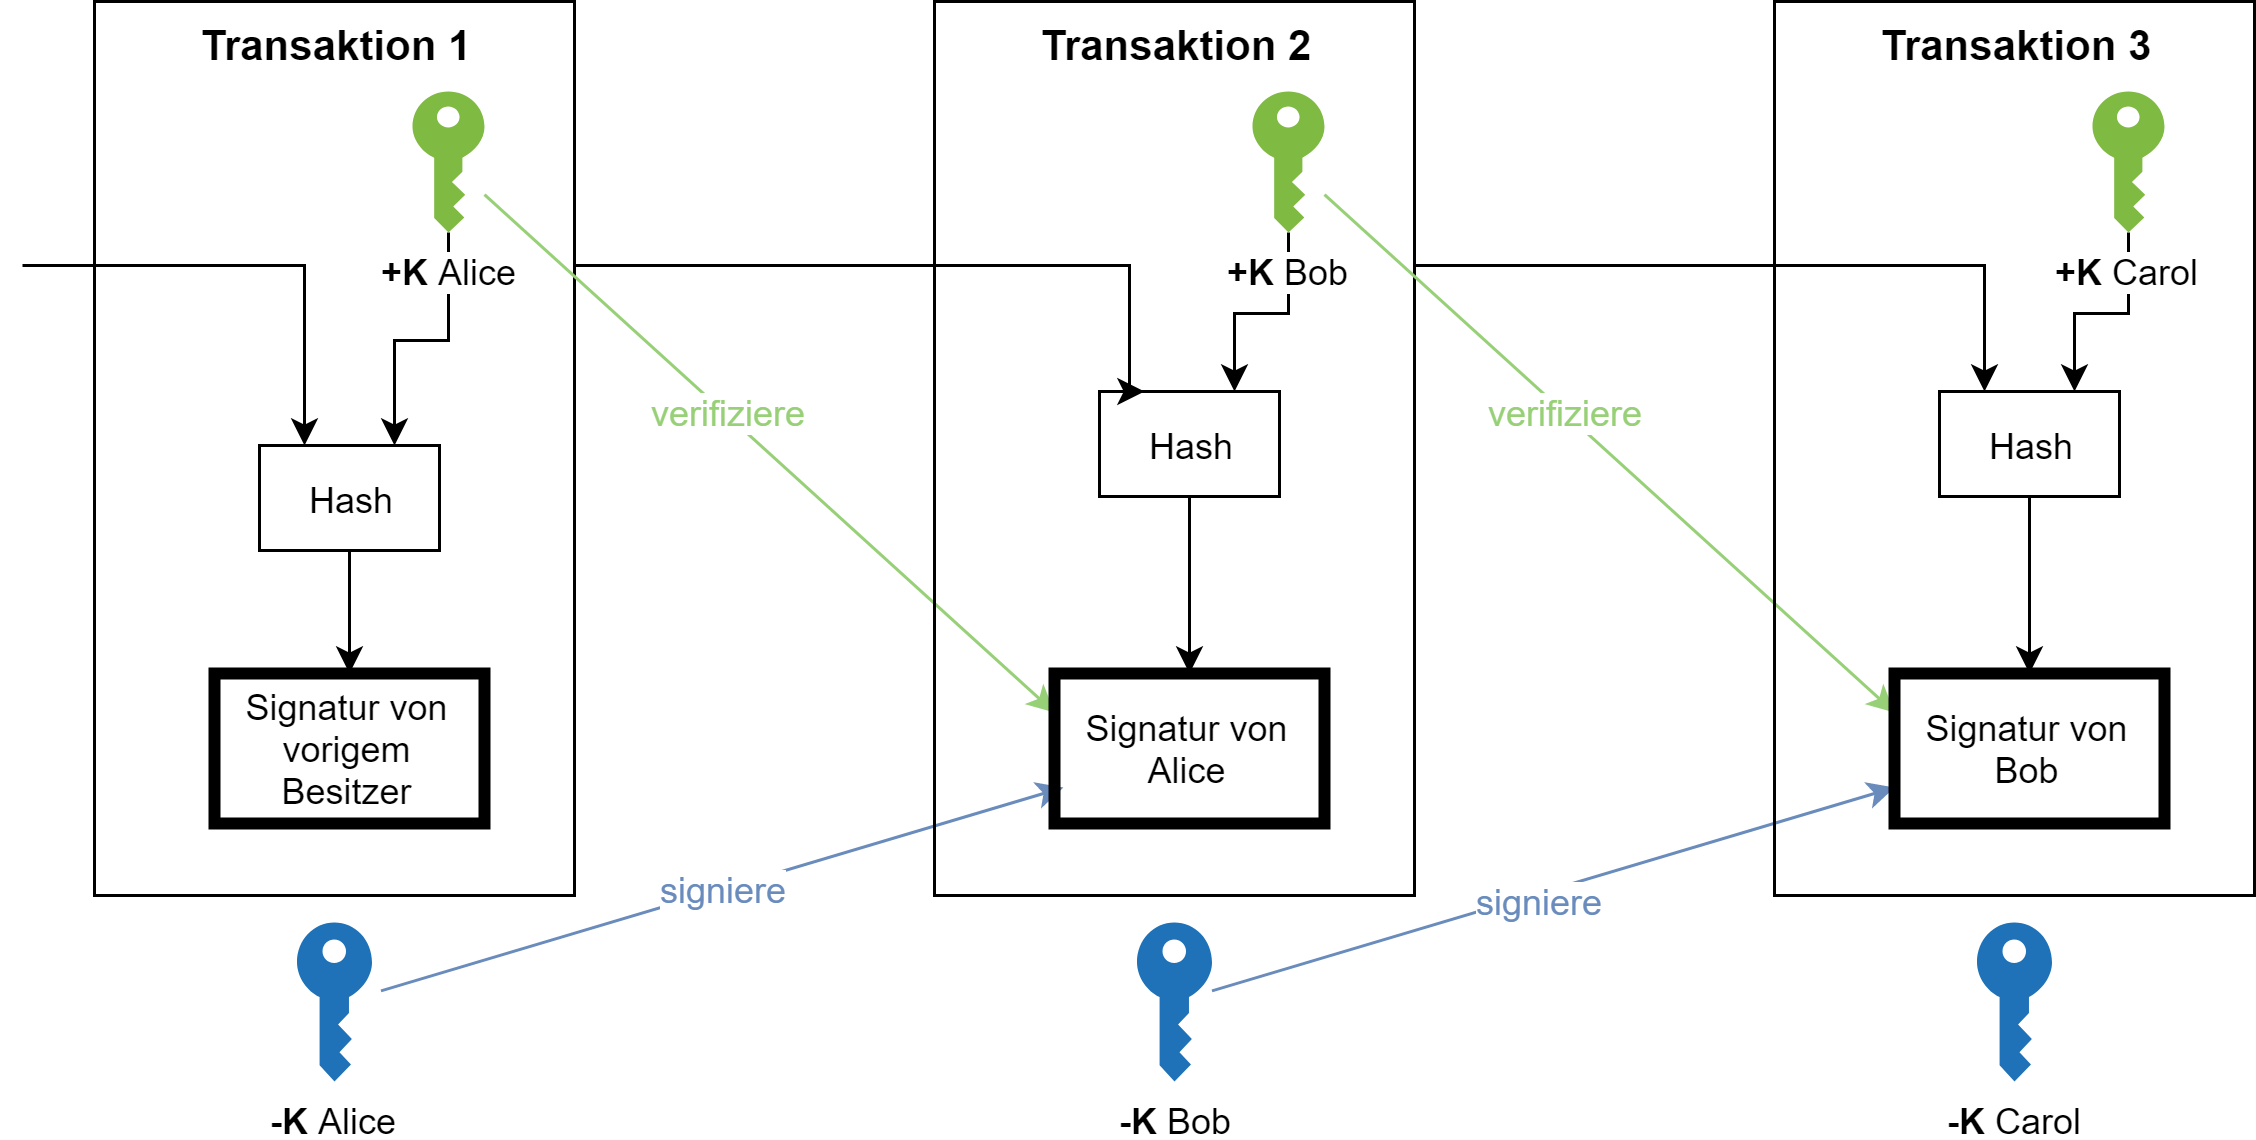 Transaktion 1
Transaktion 2
Transaktion 3
+K Alice
+K Bob
+K Carol
verifiziere
verifiziere
Hash
Hash
Hash
Signatur von
vorigem
Besitzer
Signatur von
Alice
Signatur von
Bob
signiere
signiere
-K Alice
-K Bob
-K Carol